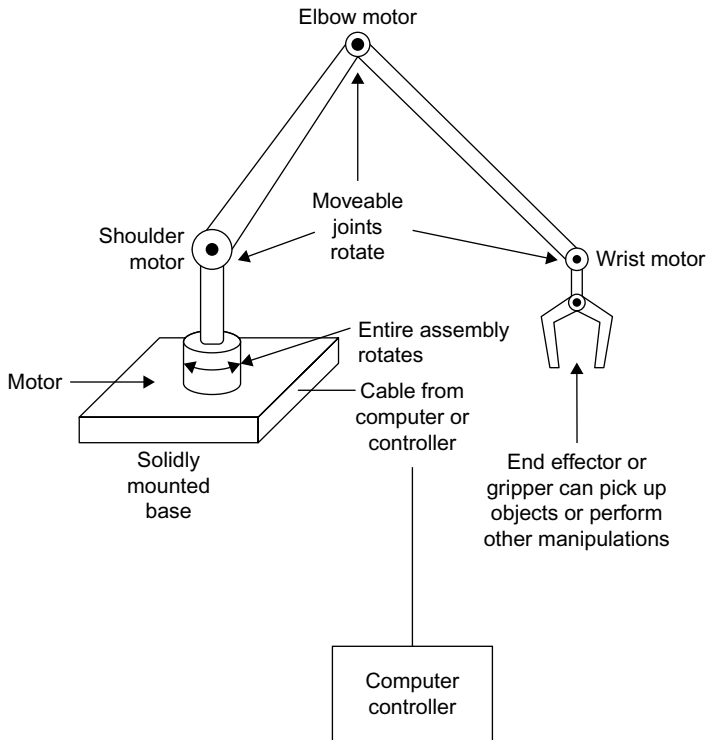 Elbow motor
Moveable
joints
rotate
Shoulder
motor
Wrist motor
Entire assembly
rotates
Motor
Cable from
computer or
controller
Solidly
mounted
base
End effector or
gripper can pick up
objects or perform
other manipulations
Computer
controller